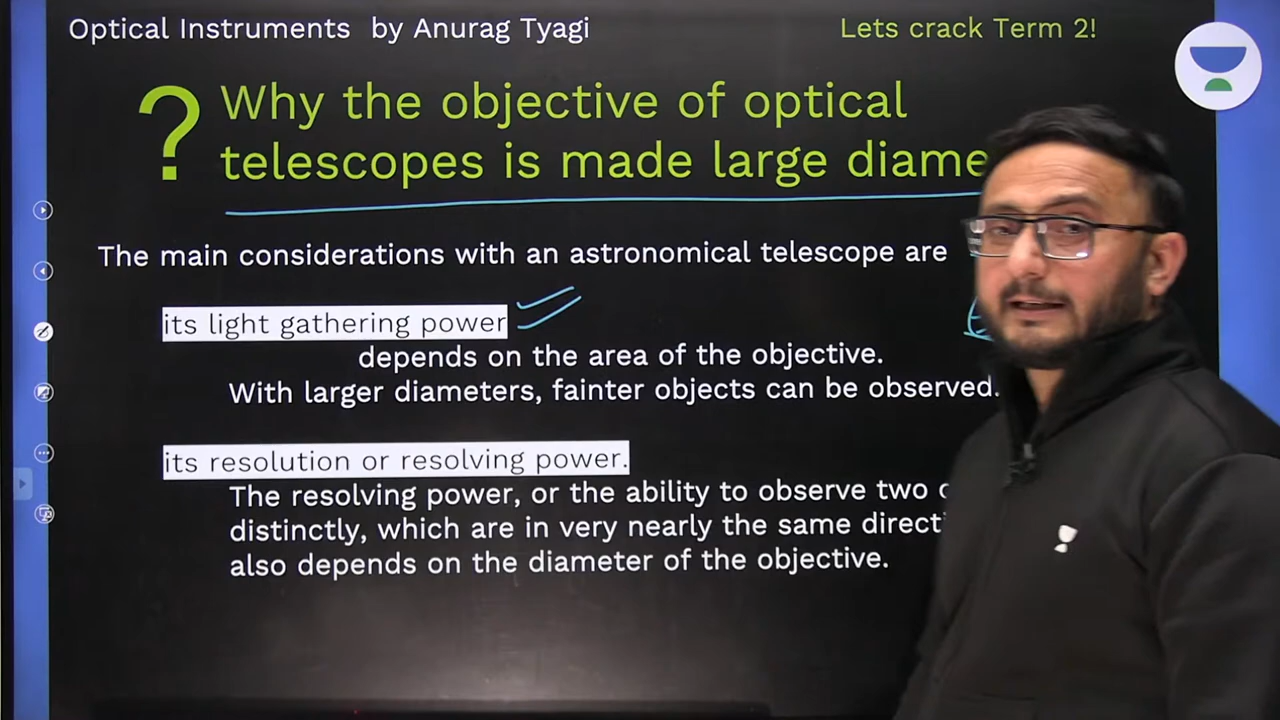 Optical Instruments by Anurag Tyagi
Lets crack Term 2!
? Why the objective of optical
telescopes is made large diame
The main considerations with an astronomical telescope are
its light gathering power
depends on the area of the objective.
With larger diameters, fainter objects can be observed.
its resolution or resolving power.
The resolving power, or the ability to observe two
distinctly, which are in very nearly the same directi
also depends on the diameter of the objective.